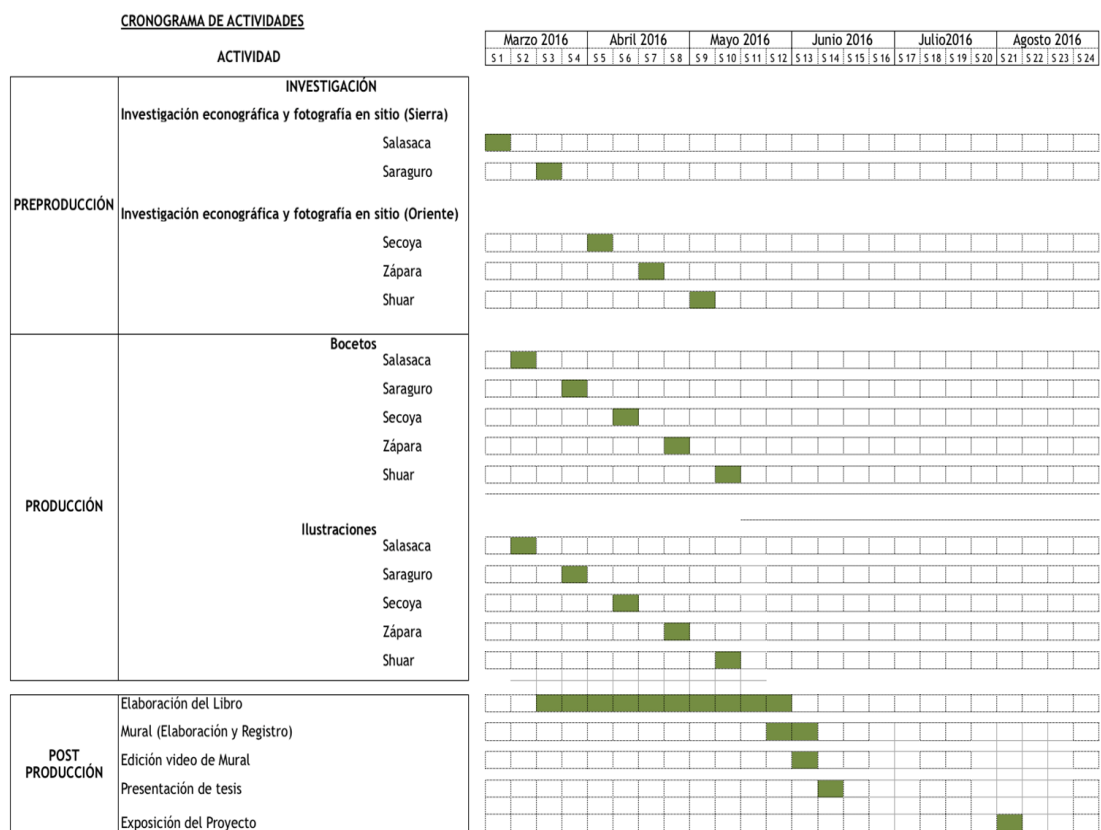 CRONOGRAMA DE ACTIVIDADES
ACTIVIDAD
Marzo 2016 Abril 2016 Mayo 2016 Junio 2016 Julio2016 Agosto 2016
S 1 S 2 S 3 S 4 S 5 S 6 S 7 S 8 S 9 S 10 S 11 S 12 S 13 S 14 S 15 S 16 S 17 S 18 S 19 S 20 S 21 S 22 S 23 S 24
PREPRODUCCIÓN
INVESTIGACIÓN
Investigación econográfica y fotografía en sitio (Sierra)
Salasaca
Saraguro
Investigación econográfica y fotografía en sitio (Oriente)
Secoya
Zápara
Shuar
PRODUCCIÓN
Bocetos
Salasaca
Saraguro
Secoya
Zápara
Shuar
Ilustraciones
Salasaca
Saraguro
Secoya
Zápara
Shuar
POST
PRODUCCIÓN
Elaboración del Libro
Mural (Elaboración y Registro)
Edición video de Mural
Presentación de tesis
Exposición del Proyecto